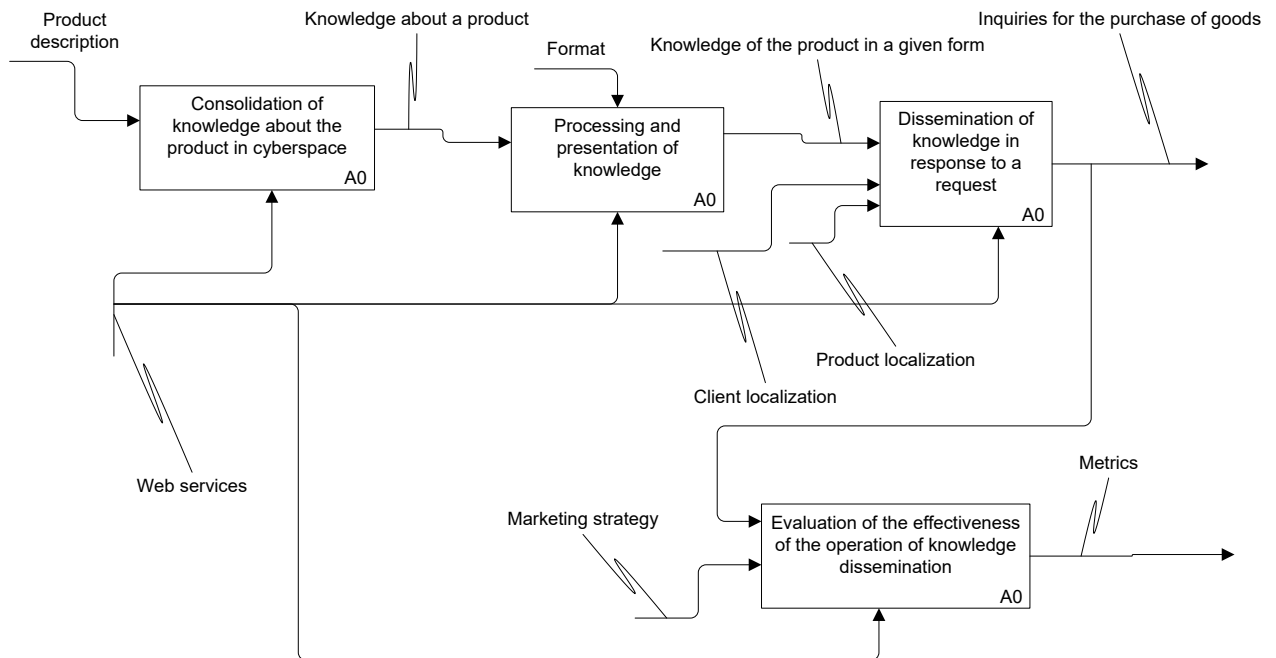 Product
description
Knowledge about a product
Format
Knowledge of the product in a given form
Inquiries for the purchase of goods
Consolidation of
knowledge about the
product in cyberspace
A0
Processing and
presentation of
knowledge
A0
Dissemination of
knowledge in
response to a
request
A0
Product localization
Client localization
Web services
Marketing strategy
Metrics
Evaluation of the effectiveness
of the operation of knowledge
dissemination
A0